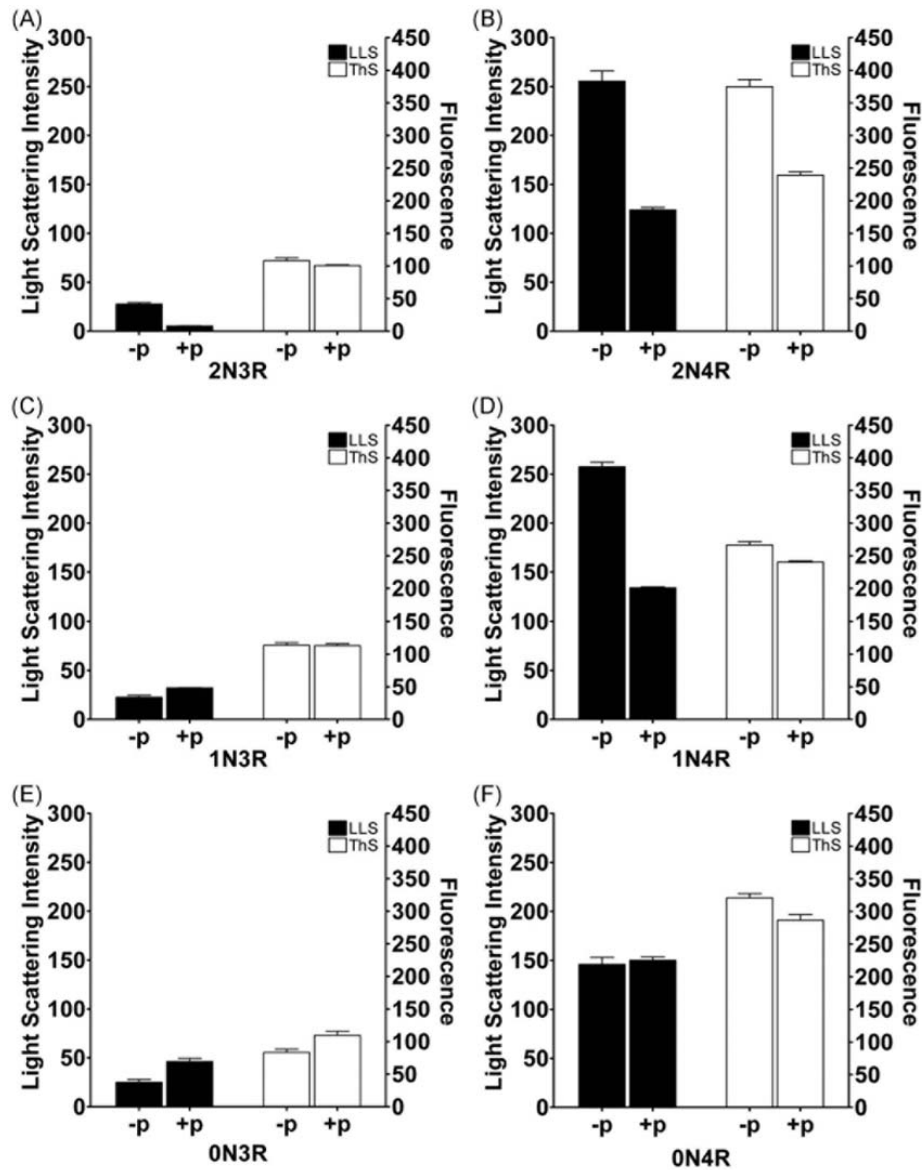 (A)
Light Scattering Intensity
300
250
200
150
100
50
0
LLS
ThS
450
400
350
300
250
200
150
100
50
0
Fluorescence
-p +p -p +p
2N3R
(B)
Light Scattering Intensity
300
250
200
150
100
50
0
LLS
ThS
450
400
350
300
250
200
150
100
50
0
Fluorescence
-p +p -p +p
2N4R
(C)
Light Scattering Intensity
300
250
200
150
100
50
0
LLS
ThS
450
400
350
300
250
200
150
100
50
0
Fluorescence
-p +p -p +p
1N3R
(D)
Light Scattering Intensity
300
250
200
150
100
50
0
LLS
ThS
450
400
350
300
250
200
150
100
50
0
Fluorescence
-p +p -p +p
1N4R
(E)
Light Scattering Intensity
300
250
200
150
100
50
0
LLS
ThS
450
400
350
300
250
200
150
100
50
0
Fluorescence
-p +p -p +p
0N3R
(F)
Light Scattering Intensity
300
250
200
150
100
50
0
LLS
ThS
450
400
350
300
250
200
150
100
50
0
Fluorescence
-p +p -p +p
0N4R